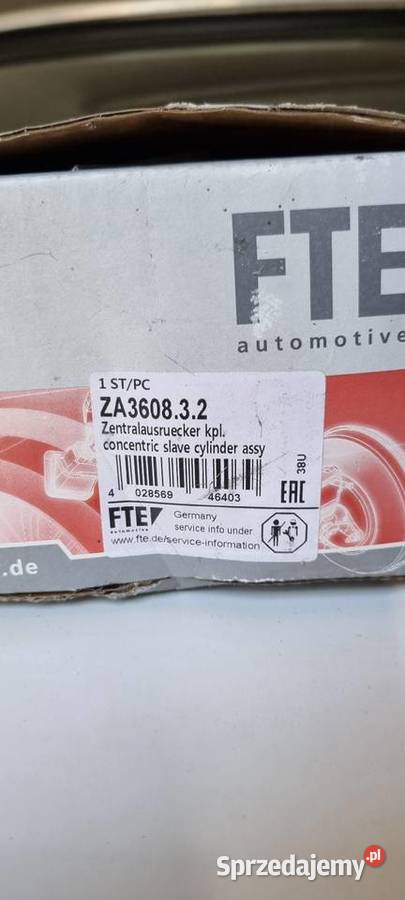 FTE
automotive
1 ST/PC
ZA3608.3.2
Zentralausruecker kpl.
concentric slave cylinder assy
38U
4 028569 46403
EAC
FTE
automotive
Germany
service info under
www.fte.de/service-information
.de
Sprzedajemy.pl